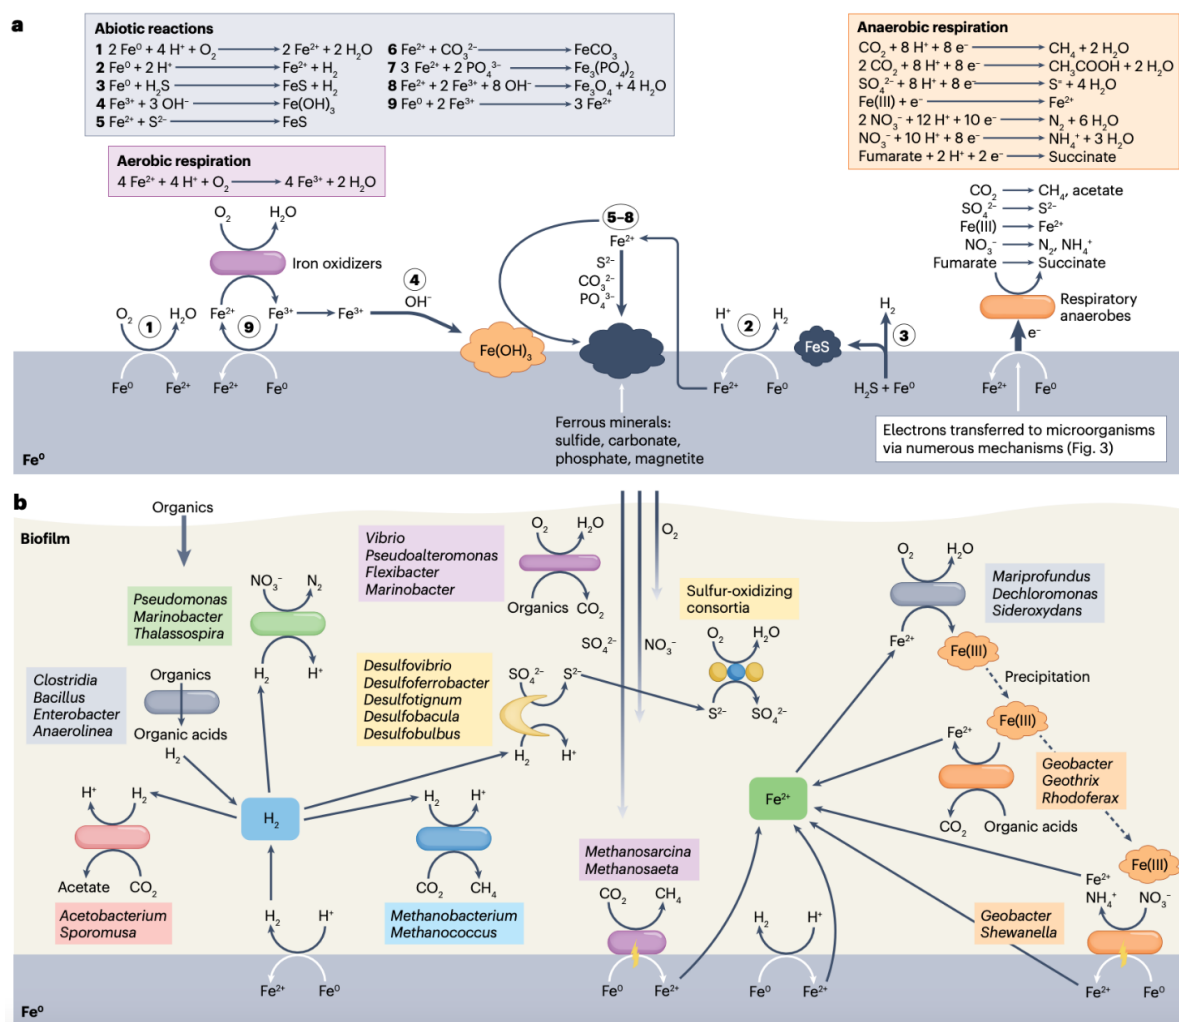 a
Abiotic reactions
1 2 Fe⁰ + 4 H⁺ + O₂ → 2 Fe²⁺ + 2 H₂O
2 Fe⁰ + 2 H⁺ → Fe²⁺ + H₂
3 Fe⁰ + H₂S → FeS + H₂
4 Fe³⁺ + 3 OH⁻ → Fe(OH)₃
5 Fe²⁺ + S²⁻ → FeS
6 Fe²⁺ + CO₃²⁻ → FeCO₃
7 3 Fe²⁺ + 2 PO₄³⁻ → Fe₃(PO₄)₂
8 Fe²⁺ + 2 Fe³⁺ + 8 OH⁻ → Fe₃O₄ + 4 H₂O
9 Fe⁰ + 2 Fe³⁺ → 3 Fe²⁺
Anaerobic respiration
CO₂ + 8 H⁺ + 8 e⁻ → CH₄ + 2 H₂O
2 CO₂ + 8 H⁺ + 8 e⁻ → CH₃COOH + 2 H₂O
SO₄²⁻ + 8 H⁺ + 8 e⁻ → S⁼ + 4 H₂O
Fe(III) + e⁻ → Fe²⁺
2 NO₃⁻ + 12 H⁺ + 10 e⁻ → N₂ + 6 H₂O
NO₃⁻ + 10 H⁺ + 8 e⁻ → NH₄⁺ + 3 H₂O
Fumarate + 2 H⁺ + 2 e⁻ → Succinate
Aerobic respiration
4 Fe²⁺ + 4 H⁺ + O₂ → 4 Fe³⁺ + 2 H₂O
O₂ H₂O
Iron oxidizers
Fe²⁺ Fe³⁺ → Fe³⁺
9
Fe²⁺ Fe⁰
O₂ H₂O
1
Fe⁰ Fe²⁺
4
OH⁻
Fe(OH)₃
5–8
Fe²⁺
S²⁻
CO₃²⁻
PO₄³⁻
Ferrous minerals:
sulfide, carbonate,
phosphate, magnetite
H⁺ 2 H₂
Fe²⁺ Fe⁰
FeS
H₂
3
H₂S + Fe⁰
CO₂ → CH₄, acetate
SO₄²⁻ → S²⁻
Fe(III) → Fe²⁺
NO₃⁻ → N₂, NH₄⁺
Fumarate → Succinate
Respiratory
anaerobes
e⁻
Fe²⁺ Fe⁰
Electrons transferred to microorganisms
via numerous mechanisms (Fig. 3)
Fe⁰
b
Organics
Biofilm
Pseudomonas
Marinobacter
Thalassospira
NO₃⁻ N₂
H₂ H⁺
Clostridia
Bacillus
Enterobacter
Anaerolinea
Organics
Organic acids
H₂
H⁺ H₂
Acetate CO₂
Acetobacterium
Sporomusa
H₂
H₂ H⁺
Fe²⁺ Fe⁰
Vibrio
Pseudoalteromonas
Flexibacter
Marinobacter
O₂ H₂O
Organics CO₂
Desulfovibrio
Desulfoferrobacter
Desulfotignum
Desulfobacula
Desulfobulbus
SO₄²⁻ S²⁻
H₂ H⁺
H₂ H⁺
CO₂ CH₄
Methanobacterium
Methanococcus
O₂
SO₄²⁻
NO₃⁻
Sulfur-oxidizing
consortia
O₂ H₂O
S²⁻ SO₄²⁻
Methanosarcina
Methanosaeta
CO₂ CH₄
Fe⁰ Fe²⁺
Fe²⁺
H₂ H⁺
Fe⁰ Fe²⁺
O₂ H₂O
Mariprofundus
Dechloromonas
Sideroxydans
Fe²⁺
Fe(III)
Precipitation
Fe(III)
Fe²⁺
Geobacter
Geothrix
Rhodoferax
CO₂ Organic acids
Fe(III)
Fe²⁺
NH₄⁺ NO₃⁻
Geobacter
Shewanella
Fe²⁺ Fe⁰
Fe⁰